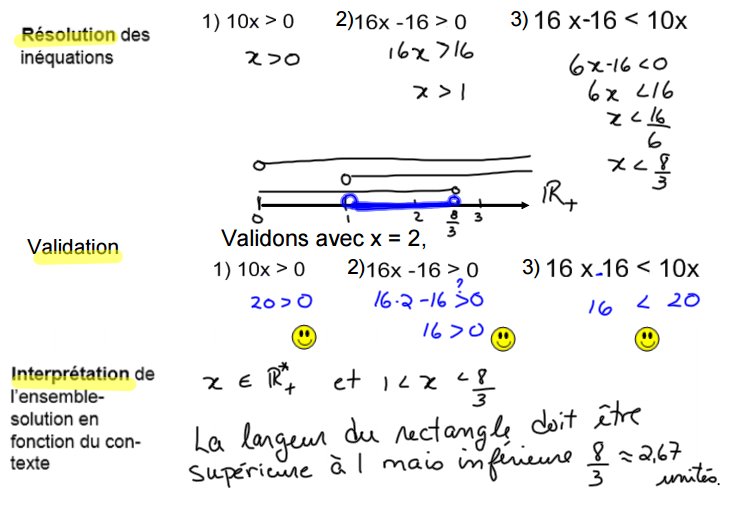 Résolution des
inéquations
1) 10x > 0
x > 0
2) 16x -16 > 0
16x > 16
x > 1
3) 16 x-16 < 10x
6x-16 < 0
6x < 16
x < 16/6
x < 8/3
0 1 2 8/3 3 ℝ₊
Validation
Validons avec x = 2,
1) 10x > 0
20 > 0
2) 16x -16 > 0
?
16·2 -16 > 0
16 > 0
3) 16 x-16 < 10x
16 < 20
Interprétation de
l'ensemble-
solution en
fonction du con-
texte
x ∈ ℝ₊* et 1 < x < 8/3
La largeur du rectangle doit être
supérieure à 1 mais inférieure 8/3 ≈ 2,67
unités.